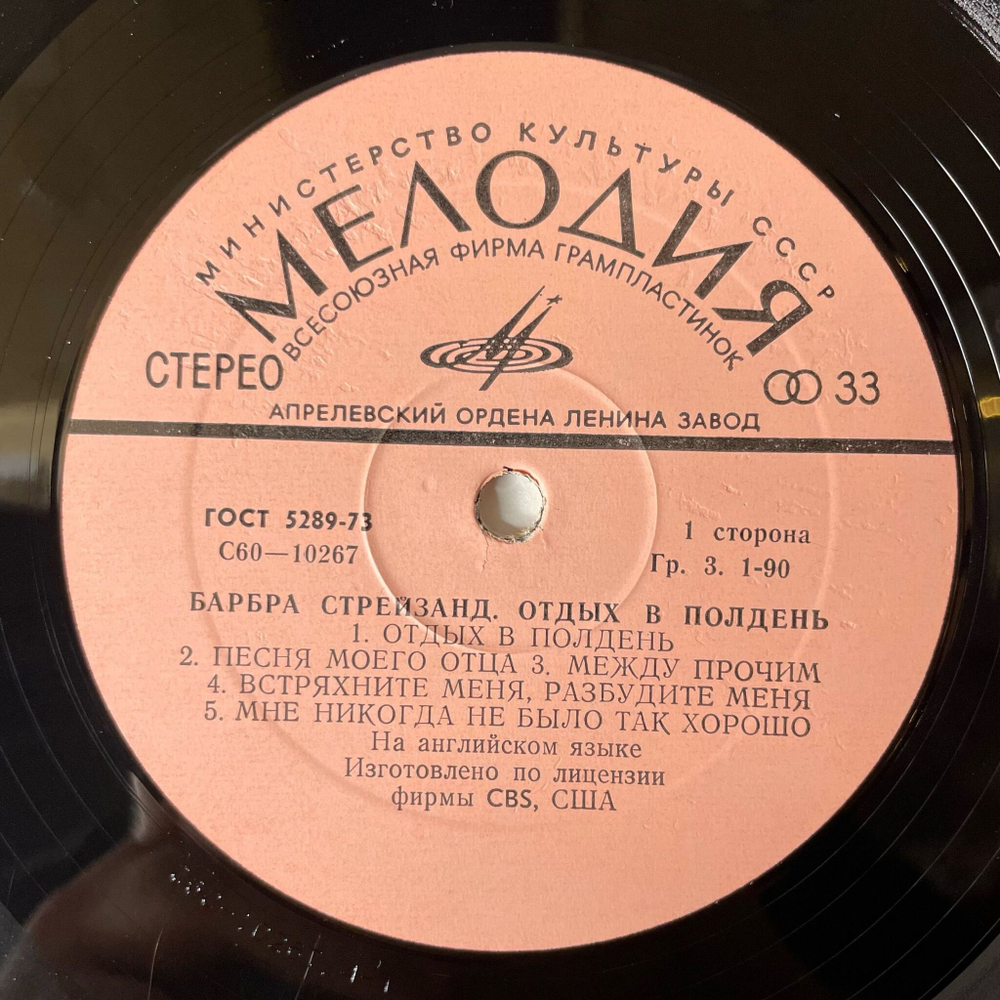 МИНИСТЕРСТВО КУЛЬТУРЫ СССР
МЕЛОДИЯ
ВСЕСОЮЗНАЯ ФИРМА ГРАМПЛАСТИНОК
СТЕРЕО
33
АПРЕЛЕВСКИЙ ОРДЕНА ЛЕНИНА ЗАВОД
ГОСТ 5289-73
С60—10267
1 сторона
Гр. 3. 1-90
БАРБРА СТРЕЙЗАНД. ОТДЫХ В ПОЛДЕНЬ
1. ОТДЫХ В ПОЛДЕНЬ
2. ПЕСНЯ МОЕГО ОТЦА 3. МЕЖДУ ПРОЧИМ
4. ВСТРЯХНИТЕ МЕНЯ, РАЗБУДИТЕ МЕНЯ
5. МНЕ НИКОГДА НЕ БЫЛО ТАК ХОРОШО
На английском языке
Изготовлено по лицензии
фирмы CBS, США